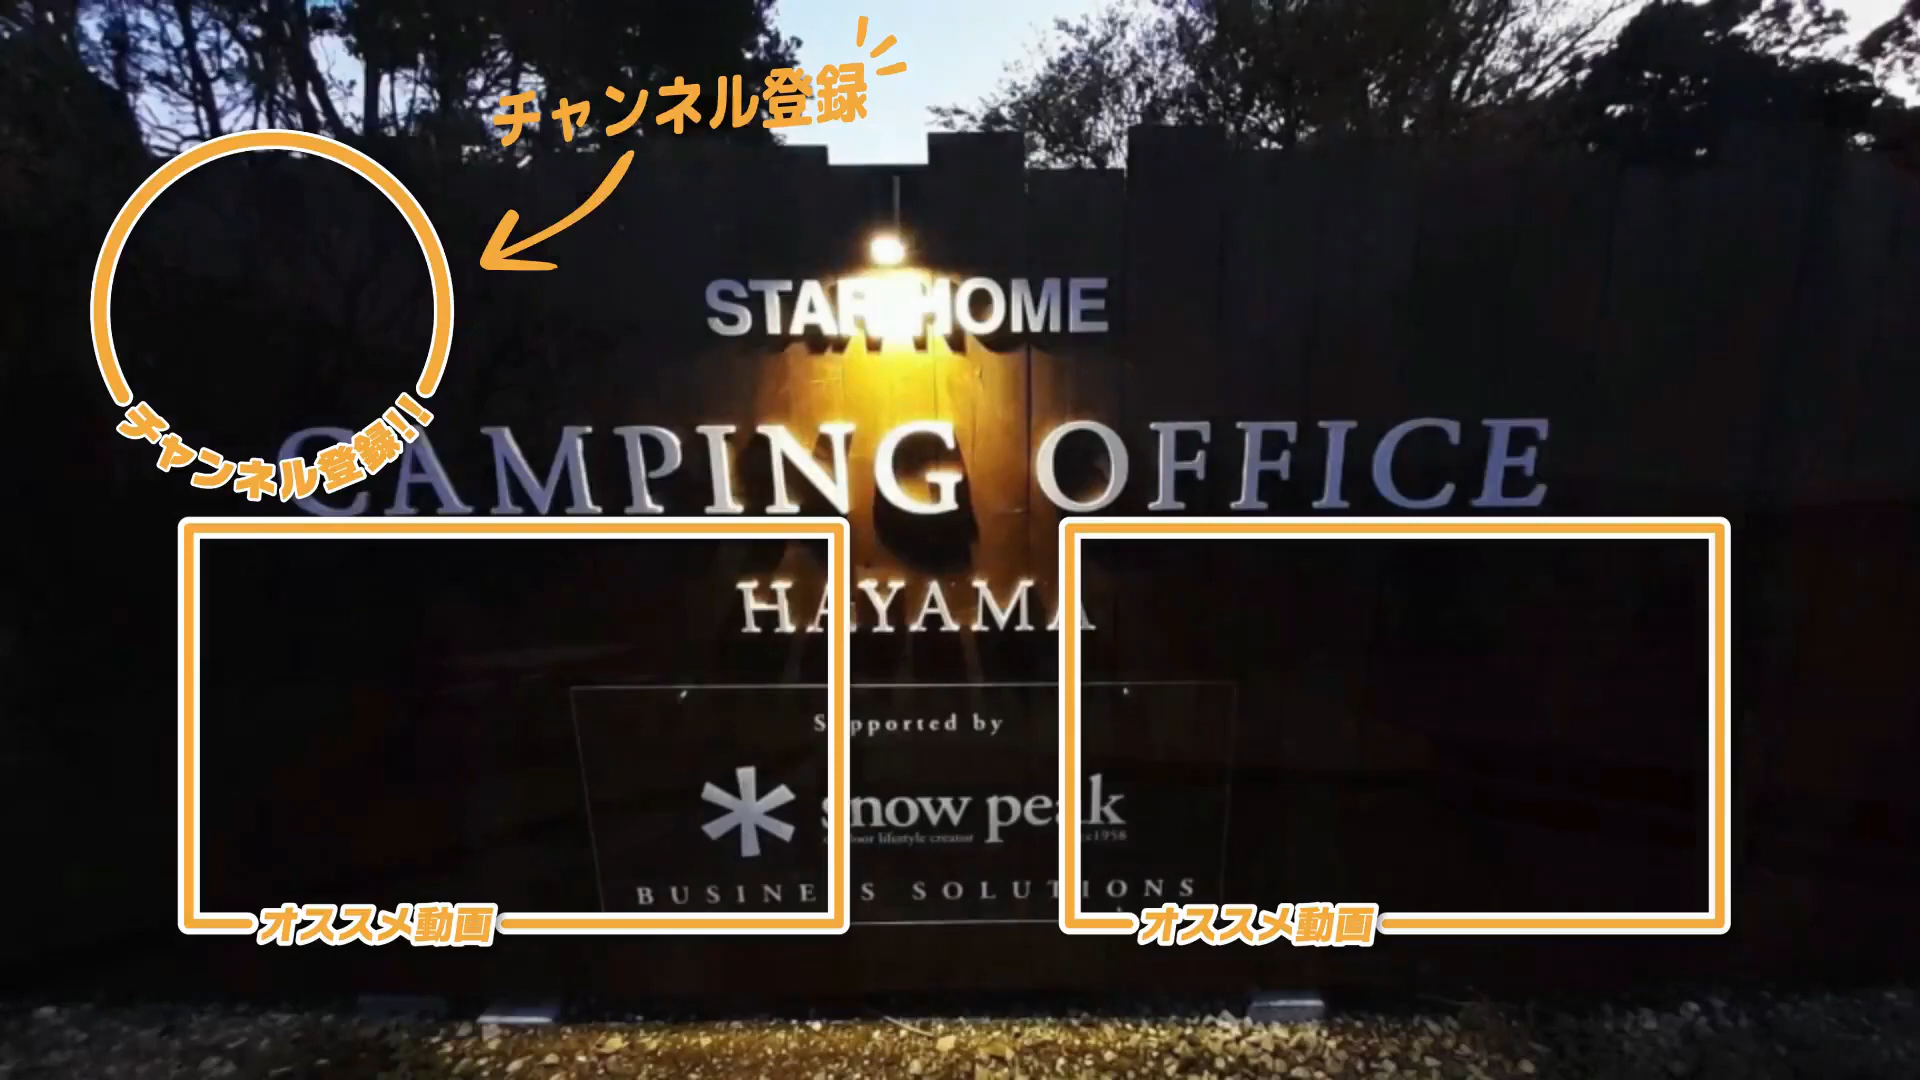 チャンネル登録
STAR HOME
チャンネル登録!!
CAMPING OFFICE
HAYAMA
Supported by
snow peak
BUSINESS SOLUTIONS
オススメ動画
オススメ動画